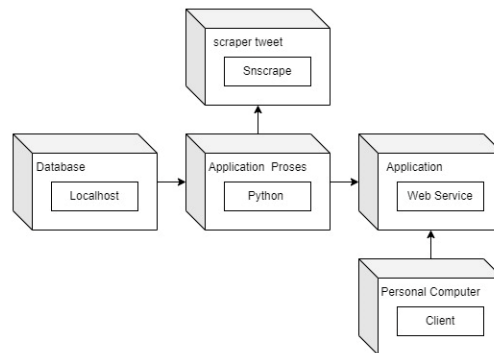 scraper tweet
Snscrape
Database
Localhost
Application Proses
Python
Application
Web Service
Personal Computer
Client